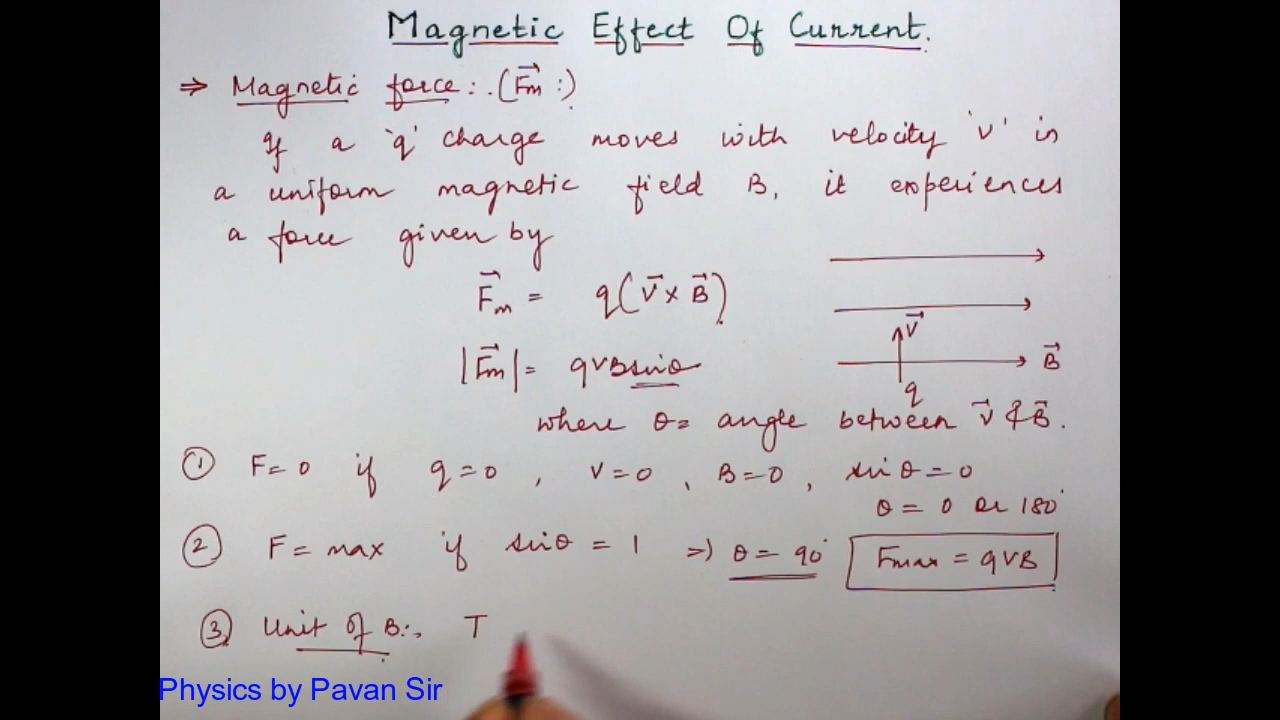 Magnetic Effect Of Current.
⇒ Magnetic force :. (F⃗m :)
If a 'q' charge moves with velocity 'v' in
a uniform magnetic field B, it experiences
a force given by
F⃗m = q(V⃗ × B⃗)
|F⃗m| = qVB sinθ
V⃗
B⃗
q
where θ = angle between V⃗ & B⃗.
① F = 0 if q = 0 , V = 0 , B = 0 , sinθ = 0
θ = 0 or 180°
② F = max if sinθ = 1 ⇒) θ = 90° Fmax = qVB
③ Unit of B:. T
Physics by Pavan Sir